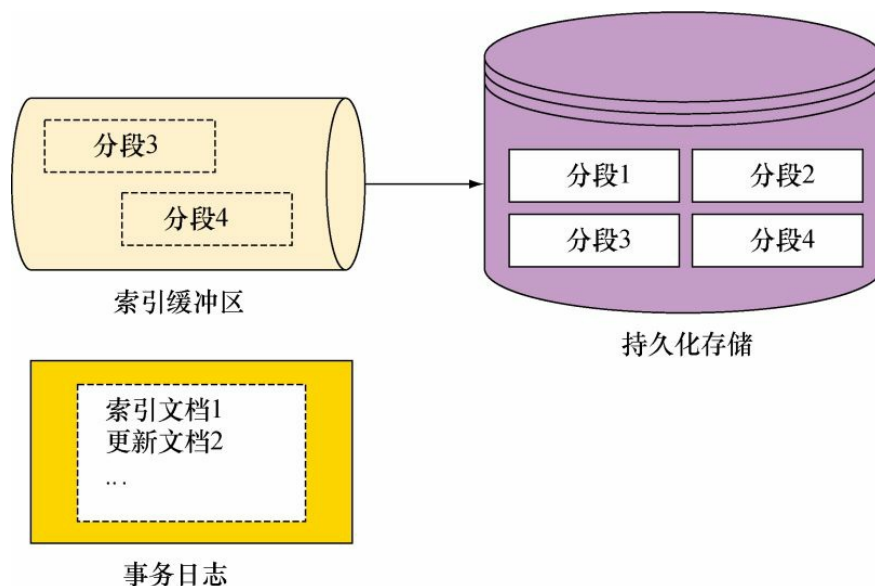 分段3
分段4
索引缓冲区
分段1
分段2
分段3
分段4
持久化存储
索引文档1
更新文档2
...
事务日志